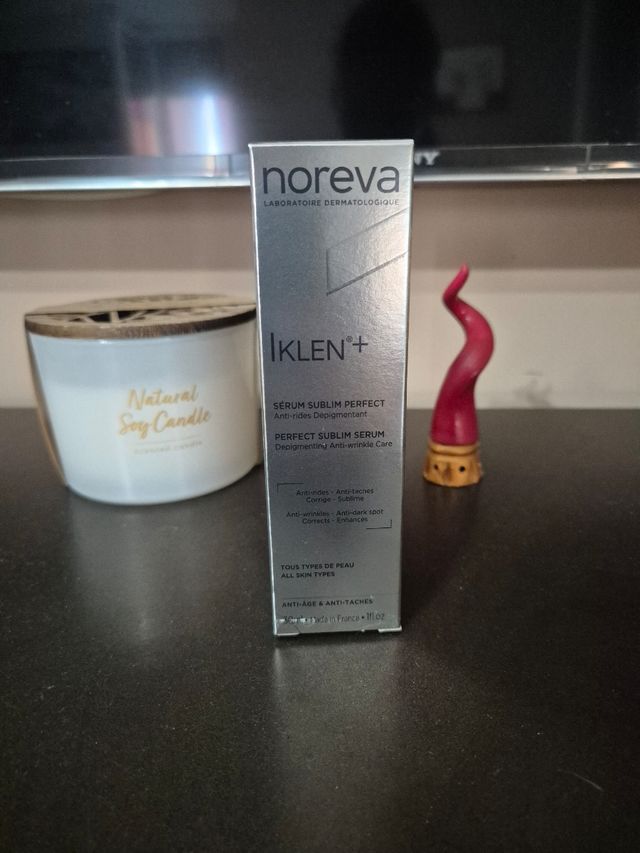 noreva
LABORATOIRE DERMATOLOGIQUE
IKLEN®+
SÉRUM SUBLIM PERFECT
Anti-rides Dépigmentant
PERFECT SUBLIM SERUM
Depigmenting Anti-wrinkle Care
Anti-rides - Anti-taches
Corrige - Sublime
Anti-wrinkles - Anti-dark spot
Corrects - Enhances
TOUS TYPES DE PEAU
ALL SKIN TYPES
ANTI-ÂGE & ANTI-TACHES
Made in France • 1fl oz
Natural
Soy Candle
SCENTED CANDLE